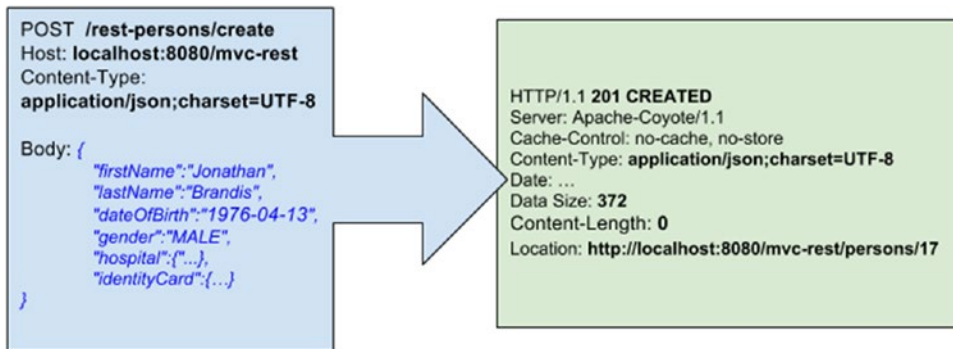 POST /rest-persons/create
Host: localhost:8080/mvc-rest
Content-Type:
application/json;charset=UTF-8
Body: {
"firstName":"Jonathan",
"lastName":"Brandis",
"dateOfBirth":"1976-04-13",
"gender":"MALE",
"hospital":{"...},
"identityCard":{…}
}
HTTP/1.1 201 CREATED
Server: Apache-Coyote/1.1
Cache-Control: no-cache, no-store
Content-Type: application/json;charset=UTF-8
Date: …
Data Size: 372
Content-Length: 0
Location: http://localhost:8080/mvc-rest/persons/17